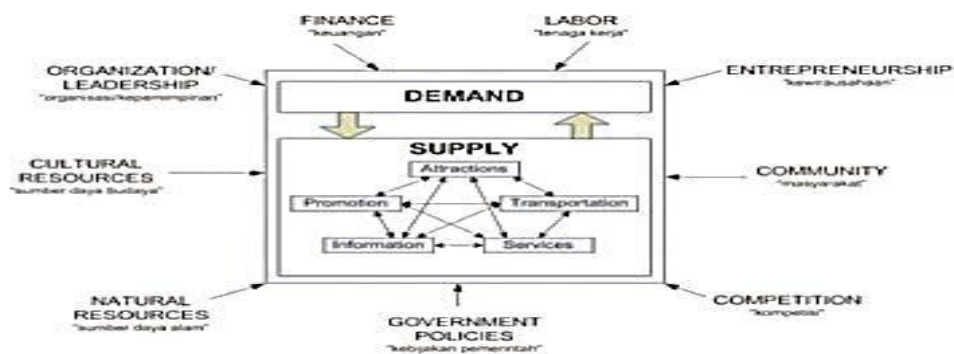 FINANCE
"keuangan"
LABOR
"tenaga kerja"
ORGANIZATION/
LEADERSHIP
"organisasi/kepemimpinan"
ENTREPRENEURSHIP
"kewirausahaan"
DEMAND
SUPPLY
Attractions
CULTURAL
RESOURCES
"sumber daya budaya"
COMMUNITY
"masyarakat"
Promotion
Transportation
Information
Services
NATURAL
RESOURCES
"sumber daya alam"
GOVERNMENT
POLICIES
"kebijakan pemerintah"
COMPETITION
"kompetisi"